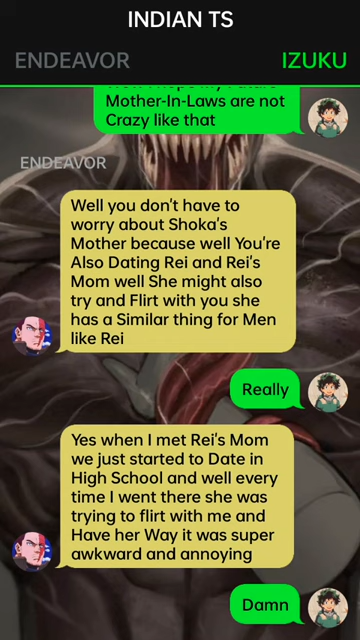 INDIAN TS
ENDEAVOR
IZUKU
Mother-In-Laws are not
Crazy like that
ENDEAVOR
Well you don't have to
worry about Shoka's
Mother because well You're
Also Dating Rei and Rei's
Mom well She might also
try and Flirt with you she
has a Similar thing for Men
like Rei
Really
Yes when I met Rei's Mom
we just started to Date in
High School and well every
time I went there she was
trying to flirt with me and
Have her Way it was super
awkward and annoying
Damn